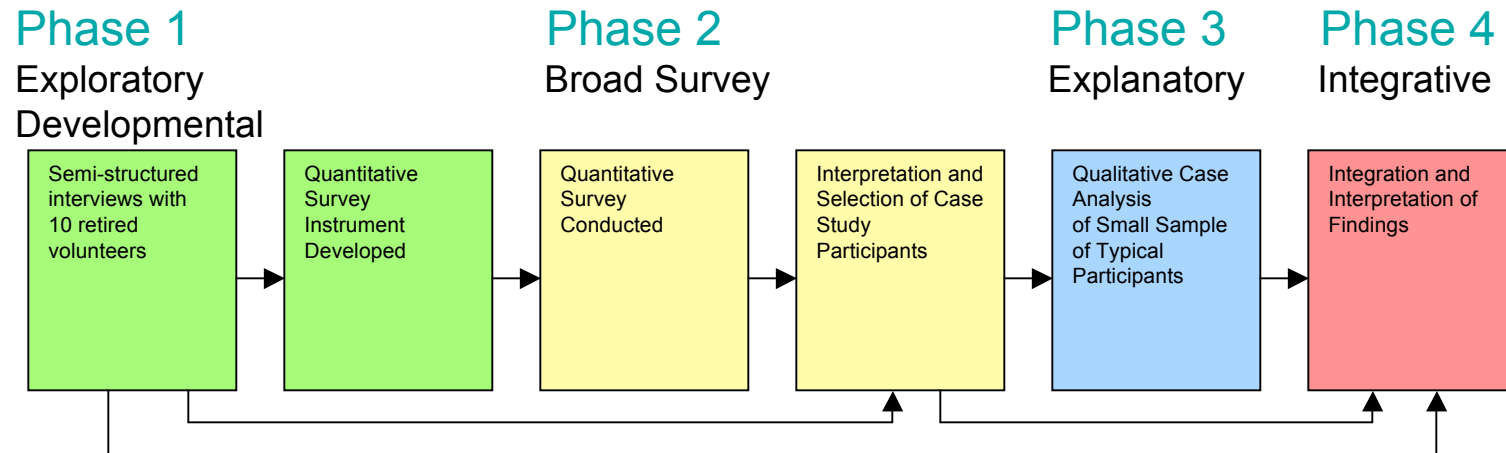 Phase 1
Exploratory
Developmental
Phase 2
Broad Survey
Phase 3
Explanatory
Phase 4
Integrative
Semi-structured
interviews with
10 retired
volunteers
Quantitative
Survey
Instrument
Developed
Quantitative
Survey
Conducted
Interpretation and
Selection of Case
Study
Participants
Qualitative Case
Analysis
of Small Sample
of Typical
Participants
Integration and
Interpretation of
Findings